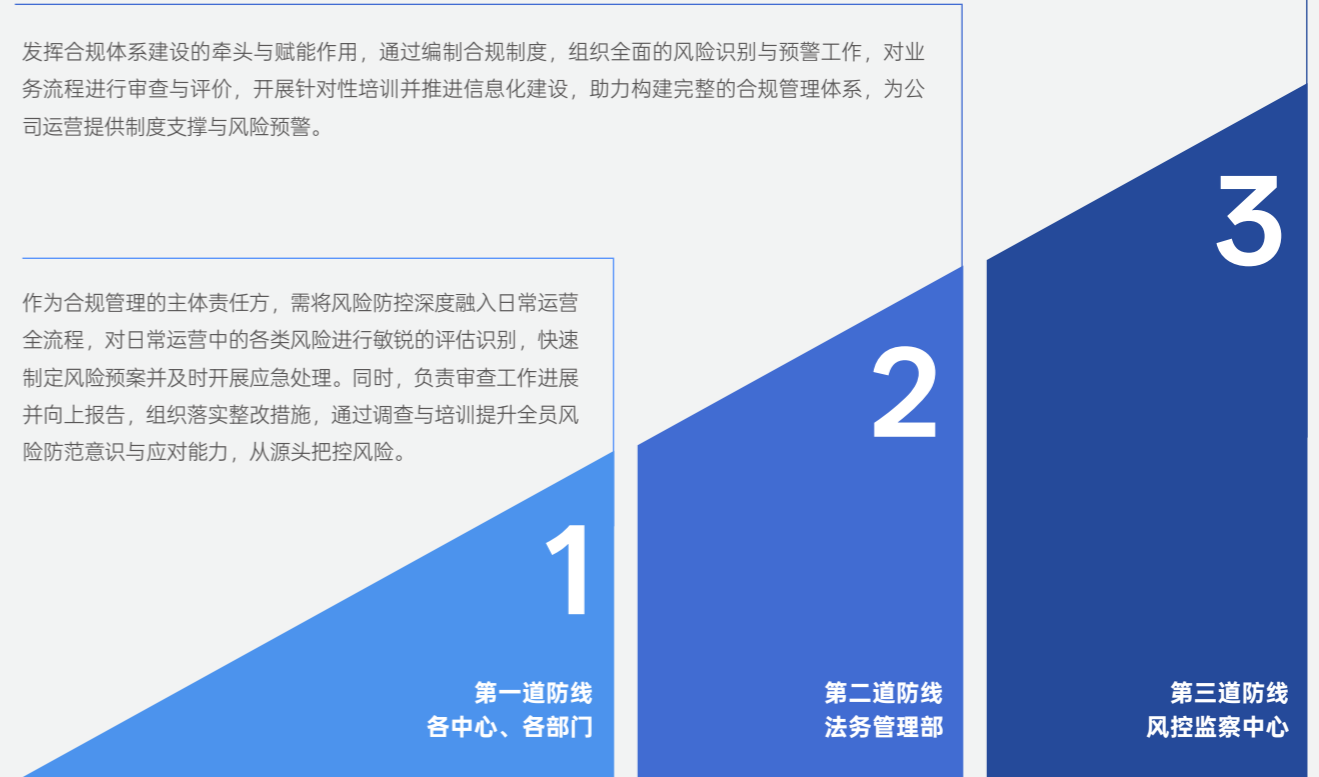 发挥合规体系建设的牵头与赋能作用，通过编制合规制度，组织全面的风险识别与预警工作，对业
务流程进行审查与评价，开展针对性培训并推进信息化建设，助力构建完整的合规管理体系，为公
司运营提供制度支撑与风险预警。
作为合规管理的主体责任方，需将风险防控深度融入日常运营
全流程，对日常运营中的各类风险进行敏锐的评估识别，快速
制定风险预案并及时开展应急处理。同时，负责审查工作进展
并向上报告，组织落实整改措施，通过调查与培训提升全员风
险防范意识与应对能力，从源头把控风险。
1
第一道防线
各中心、各部门
2
第二道防线
法务管理部
3
第三道防线
风控监察中心